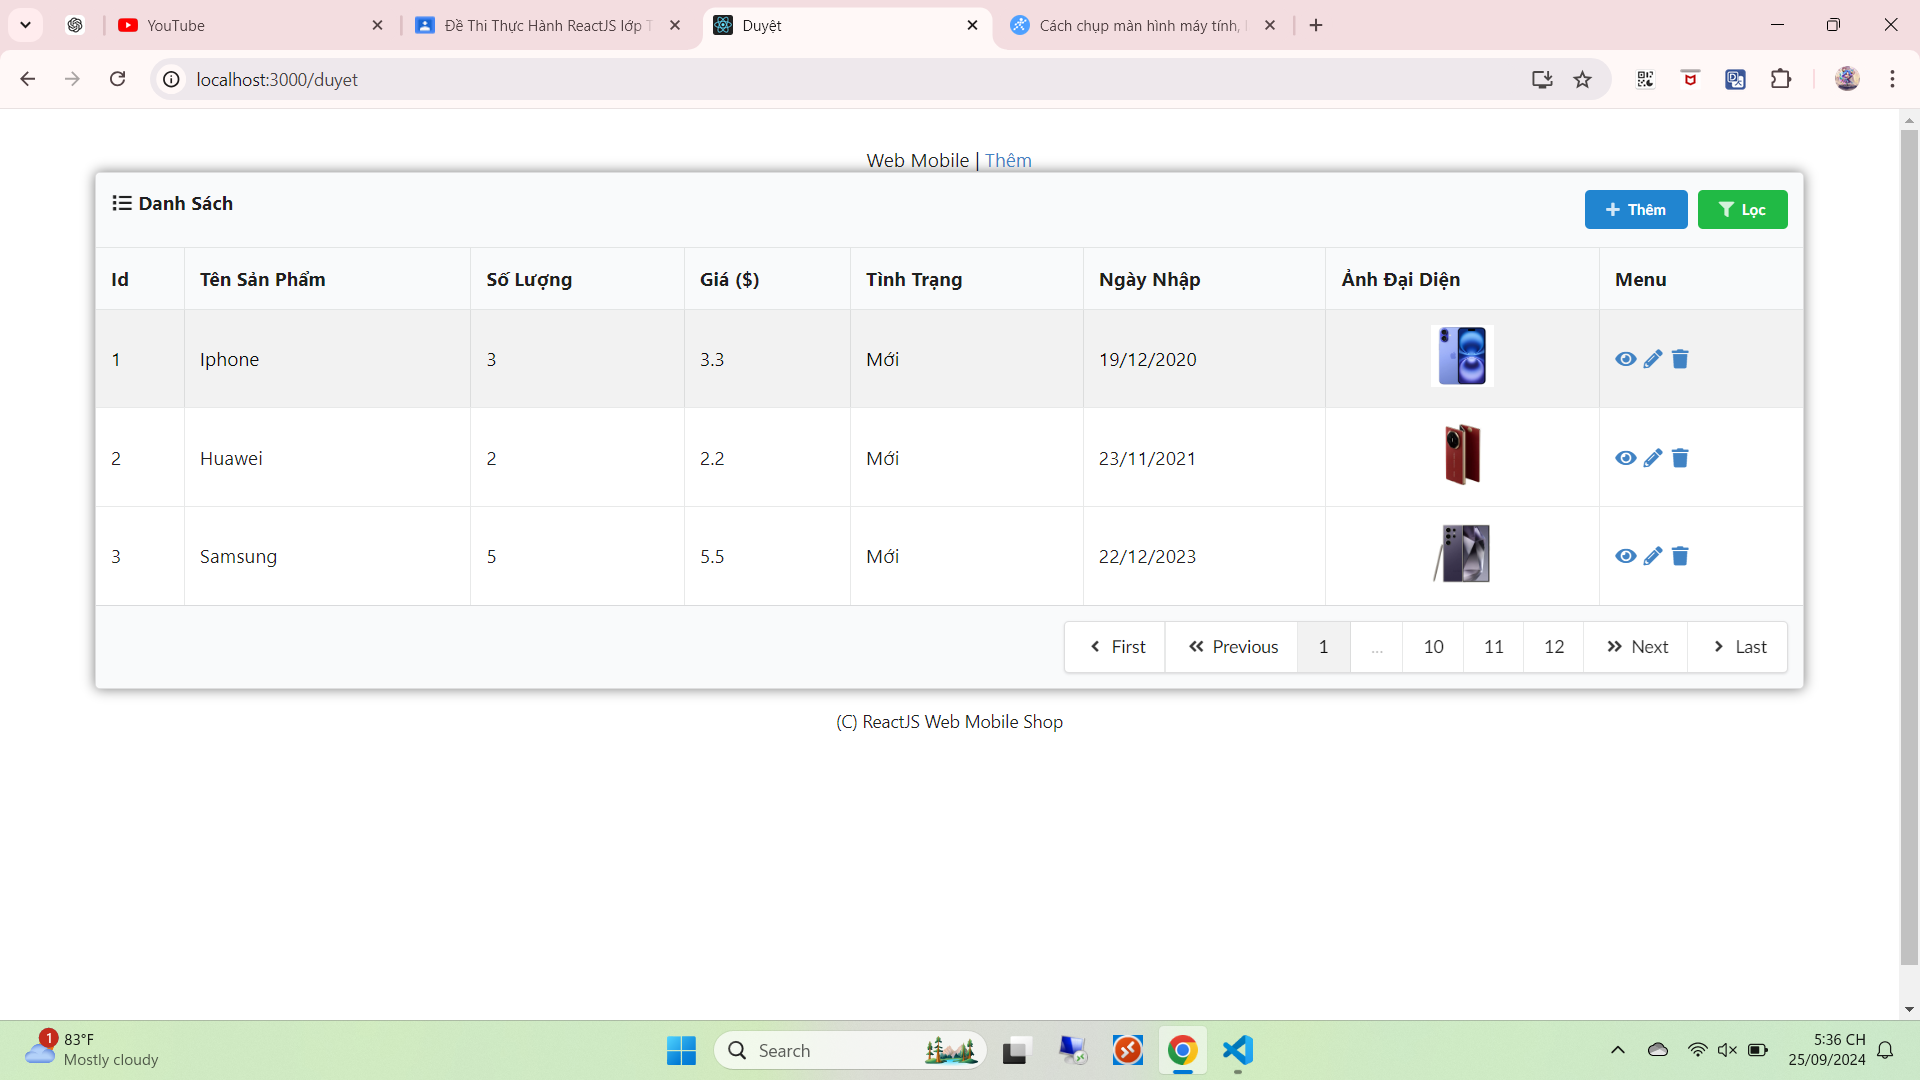 YouTube
Đề Thi Thực Hành ReactJS lớp T
Duyệt
Cách chụp màn hình máy tính,
localhost:3000/duyet
Web Mobile | Thêm
Danh Sách
Thêm
Lọc
Id Tên Sản Phẩm Số Lượng Giá ($) Tình Trạng Ngày Nhập Ảnh Đại Diện Menu
1 Iphone 3 3.3 Mới 19/12/2020
2 Huawei 2 2.2 Mới 23/11/2021
3 Samsung 5 5.5 Mới 22/12/2023
First Previous 1 ... 10 11 12 Next Last
(C) ReactJS Web Mobile Shop
1
83°F
Mostly cloudy
Search
5:36 CH
25/09/2024